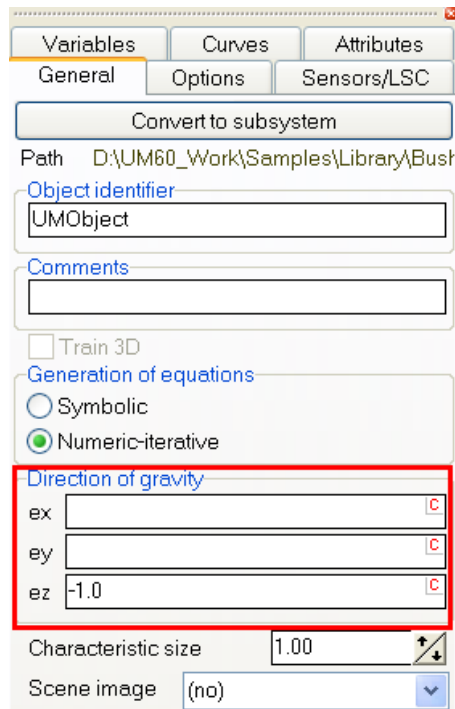 Variables Curves Attributes
General Options Sensors/LSC
Convert to subsystem
Path D:\UM60_Work\Samples\Library\Bush
Object identifier
UMObject
Comments
Train 3D
Generation of equations
Symbolic
Numeric-iterative
Direction of gravity
ex C
ey C
ez -1.0 C
Characteristic size 1.00
Scene image (no)